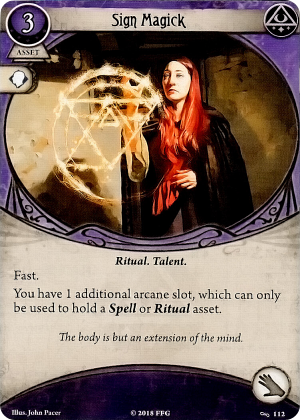 Sign Magick
3
ASSET
Ritual. Talent.
Fast.
You have 1 additional arcane slot, which can only
be used to hold a Spell or Ritual asset.
The body is but an extension of the mind.
Illus. John Pacer
© 2018 FFG
112